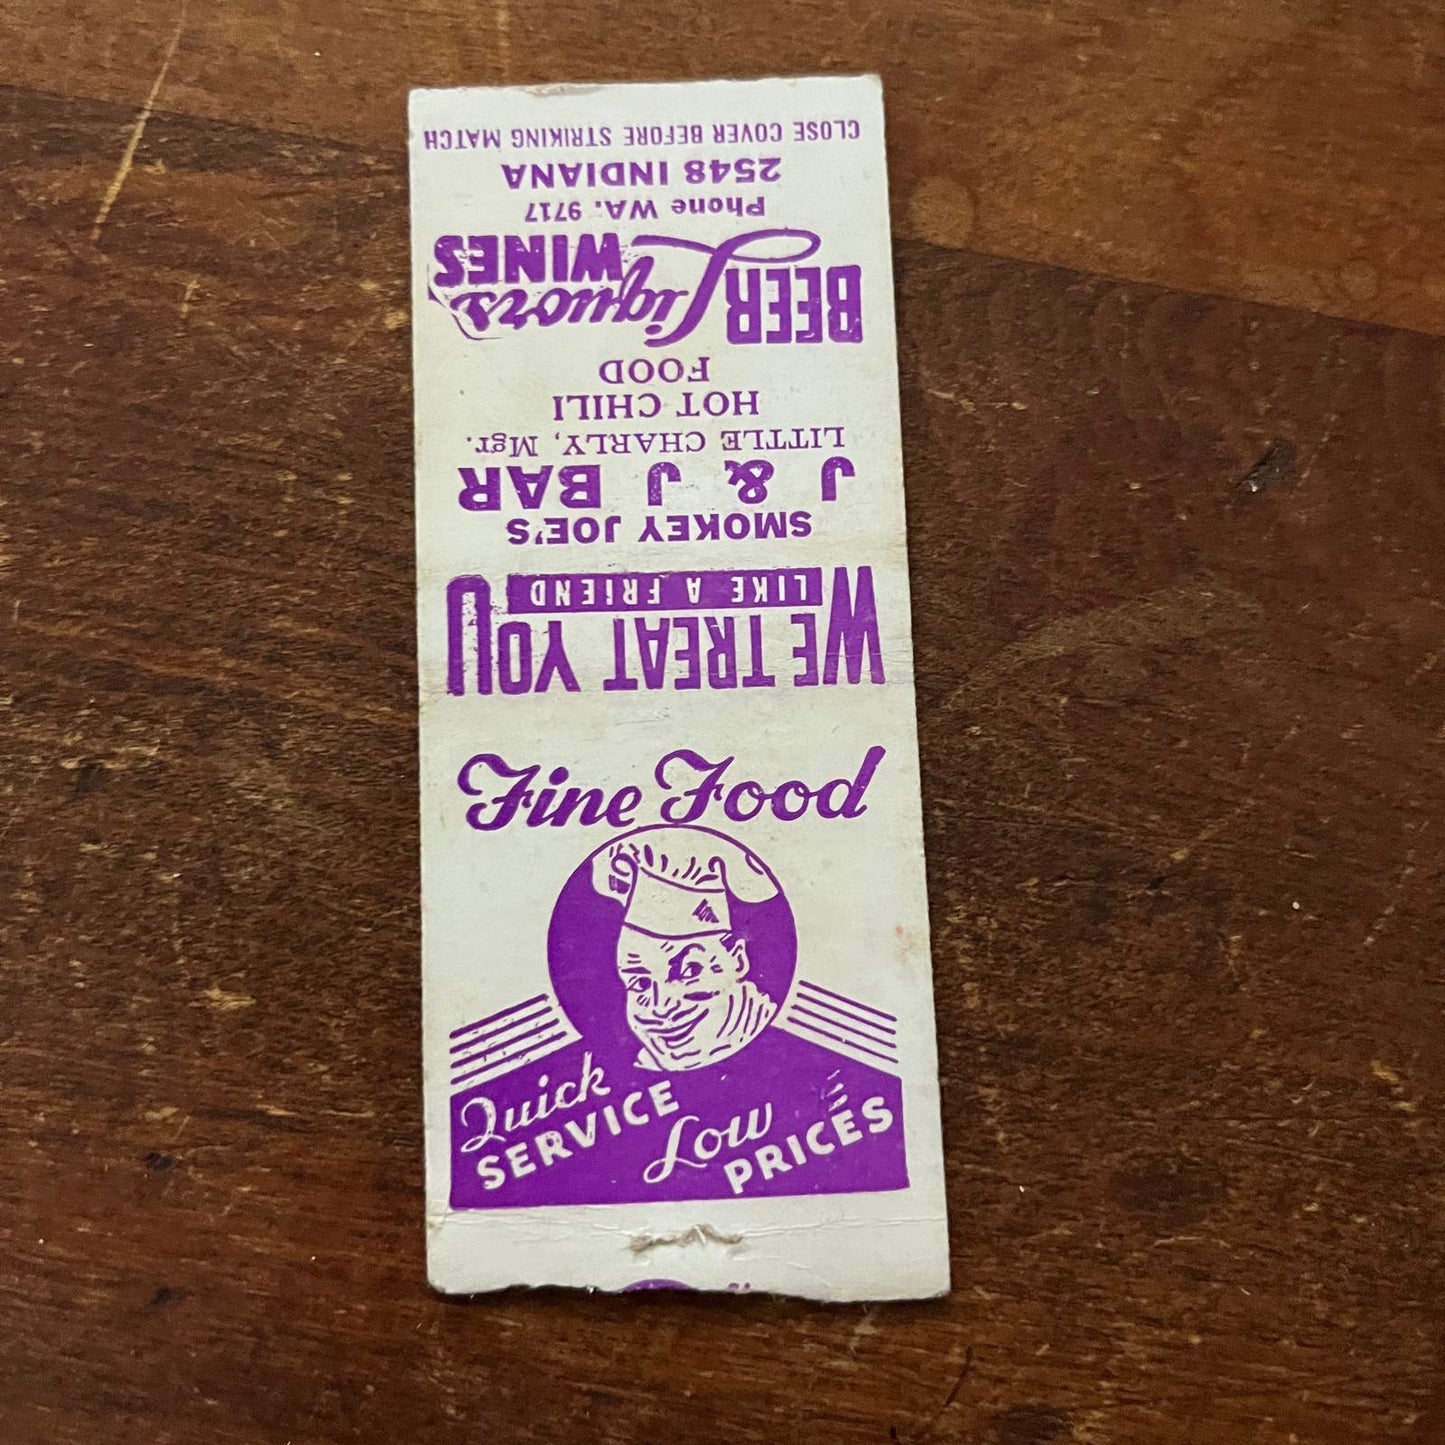 Fine Food
Quick
SERVICE
Low
PRICES
WE TREAT YOU
LIKE A FRIEND
SMOKEY JOE'S
J & J BAR
LITTLE CHARLY, Mgr.
HOT CHILI
FOOD
BEER Liquors WINES
Phone WA. 9717
2548 INDIANA
CLOSE COVER BEFORE STRIKING MATCH